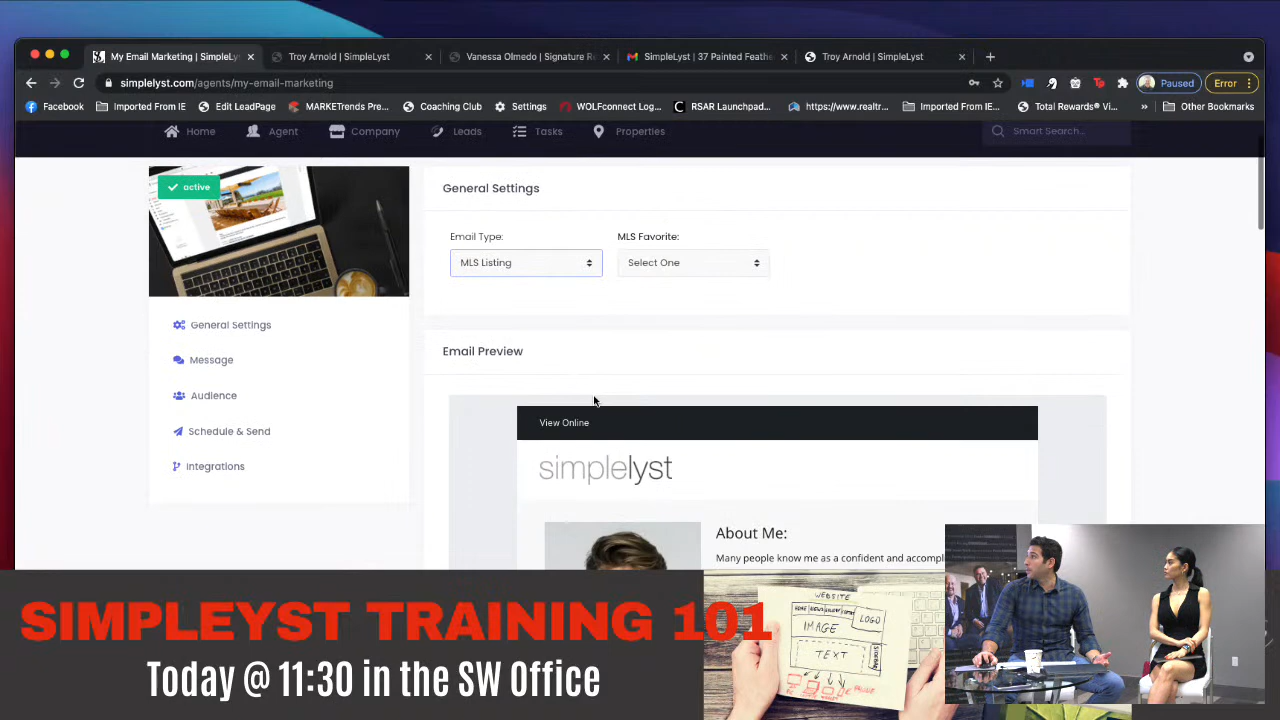 My Email Marketing | SimpleLys
Troy Arnold | SimpleLyst
Vanessa Olmedo | Signature Re
SimpleLyst | 37 Painted Feathe
Troy Arnold | SimpleLyst
simplelyst.com/agents/my-email-marketing
Paused
Error
Facebook
Imported From IE
Edit LeadPage
MARKETrends Pre...
Coaching Club
Settings
WOLFconnect Log...
RSAR Launchpad...
https://www.realtr...
Imported From IE...
Total Rewards® Vi...
Other Bookmarks
Home
Agent
Company
Leads
Tasks
Properties
Smart Search...
active
General Settings
Message
Audience
Schedule & Send
Integrations
General Settings
Email Type:
MLS Favorite:
MLS Listing
Select One
Email Preview
View Online
simplelyst
About Me:
Many people know me as a confident and accompl
SIMPLEYST TRAINING 101
Today @ 11:30 in the SW Office
WEBSITE
LOGO
IMAGE
TEXT